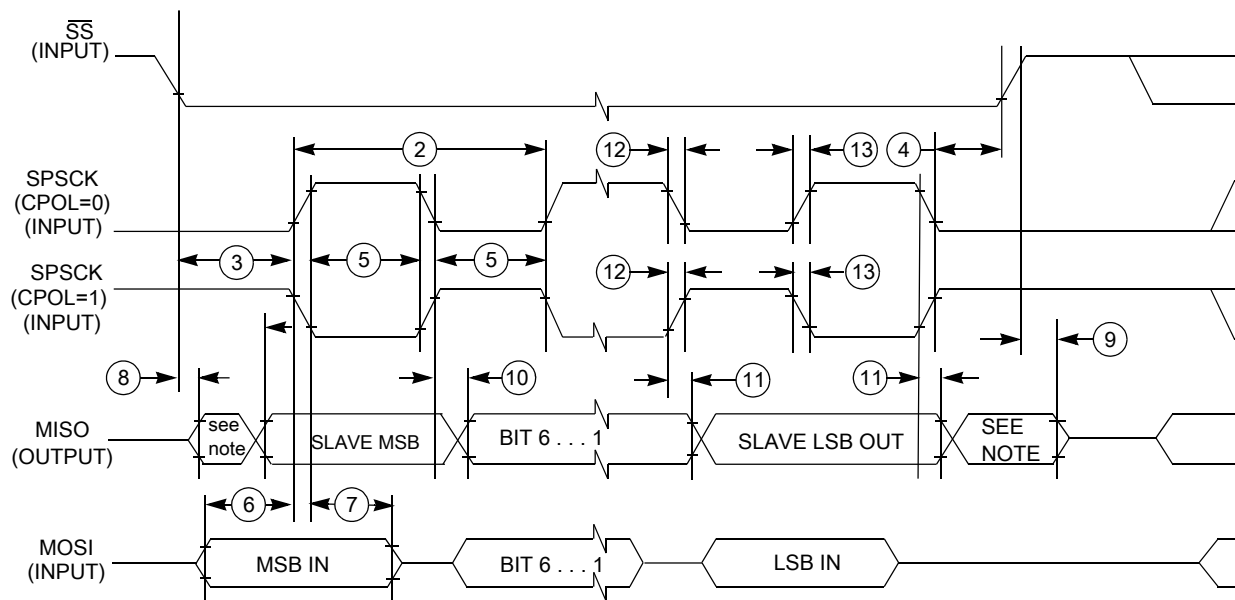 SS
(INPUT)
2
12
13
4
SPSCK
(CPOL=0)
(INPUT)
3
5
5
12
13
SPSCK
(CPOL=1)
(INPUT)
9
8
10
11
11
MISO
(OUTPUT)
see
note
SLAVE MSB
BIT 6 . . . 1
SLAVE LSB OUT
SEE
NOTE
6
7
MOSI
(INPUT)
MSB IN
BIT 6 . . . 1
LSB IN